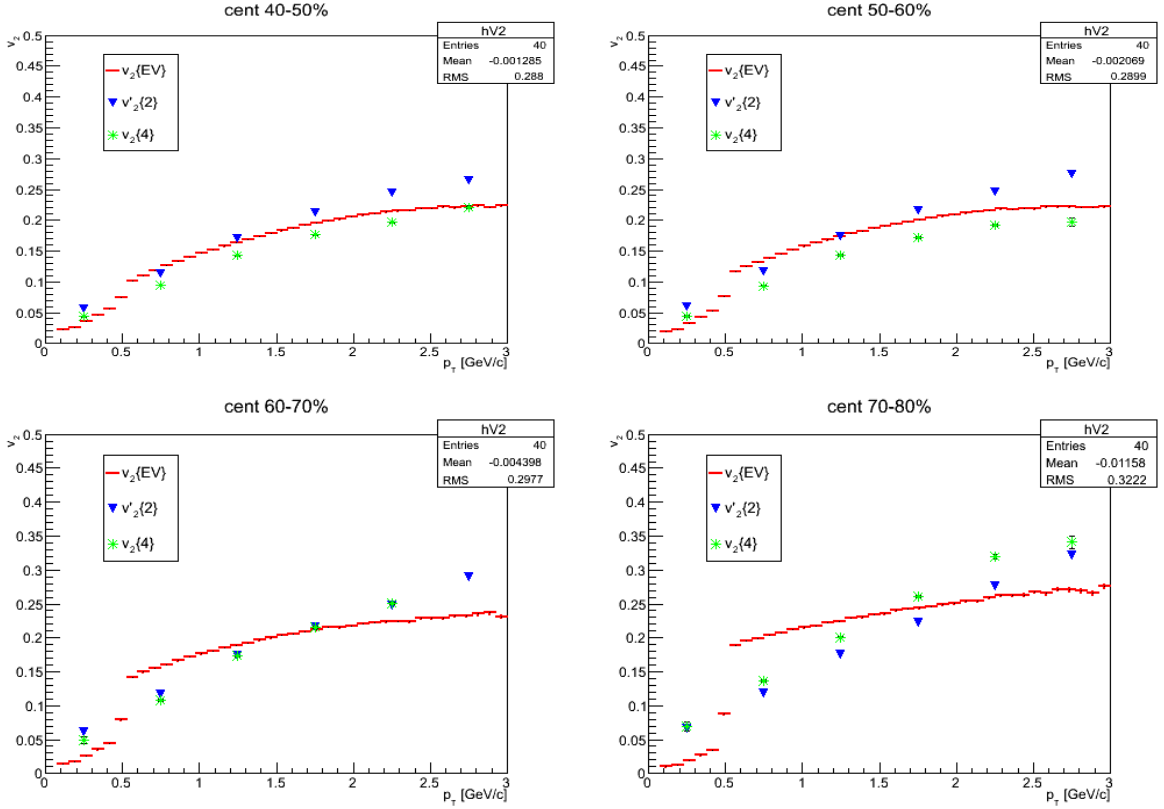 cent 40-50%
hV2
Entries 40
Mean -0.001285
RMS 0.288
v₂
0.5
0.45
0.4
0.35
0.3
0.25
0.2
0.15
0.1
0.05
0
v₂{EV}
v'₂{2}
v₂{4}
0 0.5 1 1.5 2 2.5 3
p_T [GeV/c]
cent 50-60%
hV2
Entries 40
Mean -0.002069
RMS 0.2899
v₂
0.5
0.45
0.4
0.35
0.3
0.25
0.2
0.15
0.1
0.05
0
v₂{EV}
v'₂{2}
v₂{4}
0 0.5 1 1.5 2 2.5 3
p_T [GeV/c]
cent 60-70%
hV2
Entries 40
Mean -0.004398
RMS 0.2977
v₂
0.5
0.45
0.4
0.35
0.3
0.25
0.2
0.15
0.1
0.05
0
v₂{EV}
v'₂{2}
v₂{4}
0 0.5 1 1.5 2 2.5 3
p_T [GeV/c]
cent 70-80%
hV2
Entries 40
Mean -0.01158
RMS 0.3222
v₂
0.5
0.45
0.4
0.35
0.3
0.25
0.2
0.15
0.1
0.05
0
v₂{EV}
v'₂{2}
v₂{4}
0 0.5 1 1.5 2 2.5 3
p_T [GeV/c]